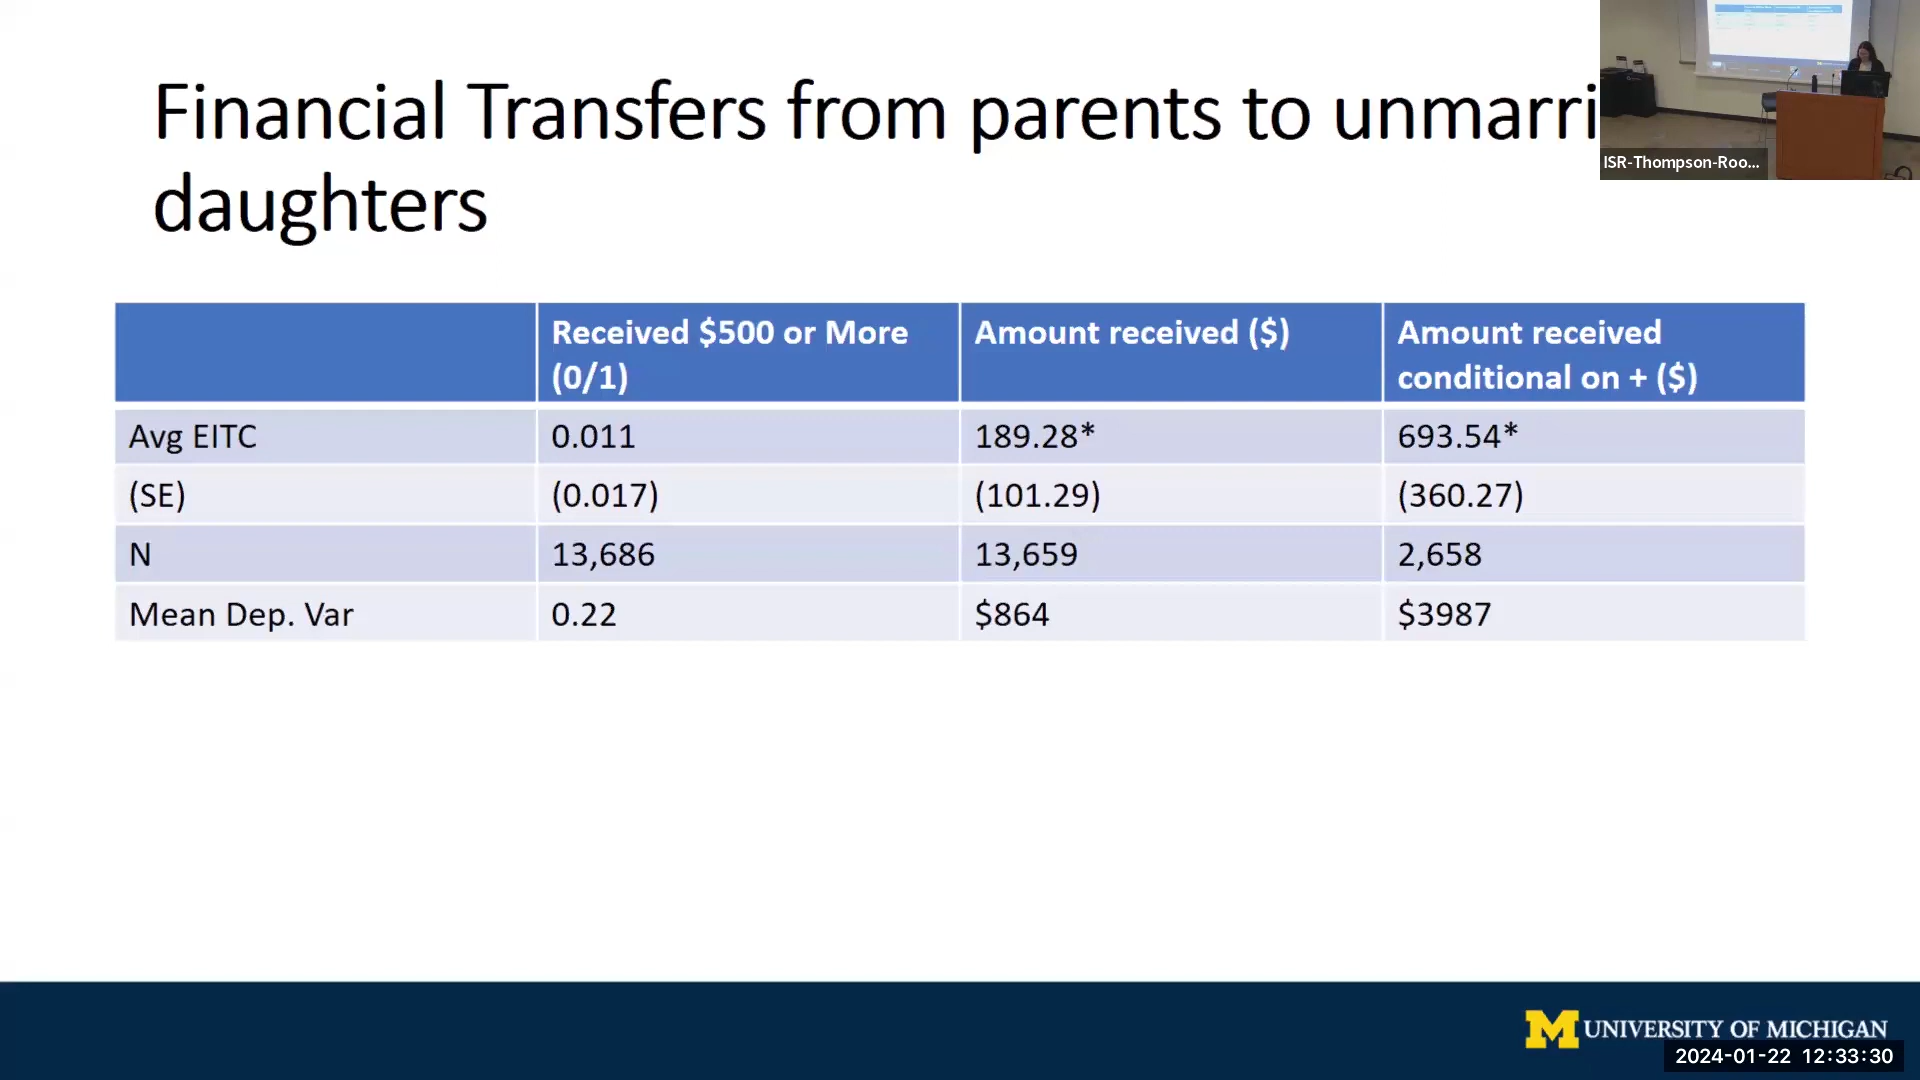 Financial Transfers from parents to unmarri
daughters
ISR-Thompson-Roo...
Received $500 or More
(0/1)
Amount received ($)
Amount received
conditional on + ($)
Avg EITC
0.011
189.28*
693.54*
(SE)
(0.017)
(101.29)
(360.27)
N
13,686
13,659
2,658
Mean Dep. Var
0.22
$864
$3987
M UNIVERSITY OF MICHIGAN
2024-01-22 12:33:30